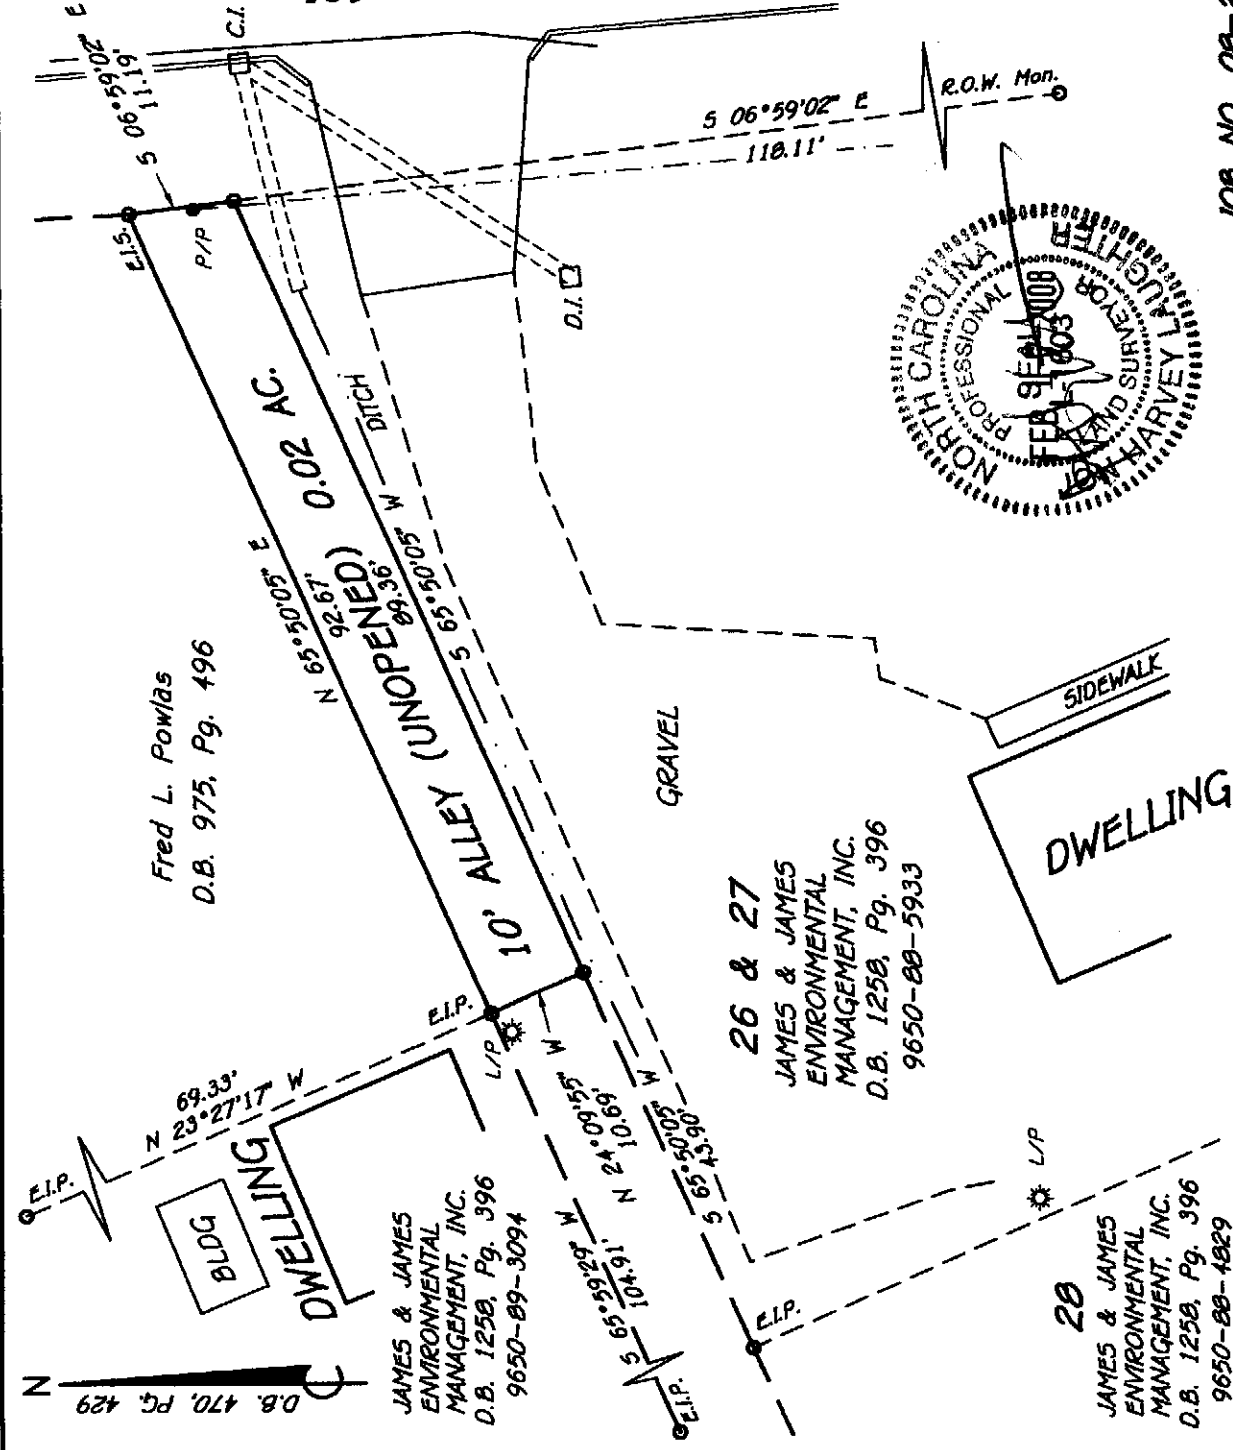 N
D.B. 470, PG. 429
E.I.P.
N 23°27'17" W
69.33'
BLDG
DWELLING
JAMES & JAMES
ENVIRONMENTAL
MANAGEMENT, INC.
D.B. 1258, Pg. 396
9650-89-3094
Fred L. Powlas
D.B. 975, Pg. 496
E.I.P.
L/P
N 65°50'05" E
92.67'
10' ALLEY (UNOPENED) 0.02 AC.
89.36'
S 65°50'05" W
DITCH
E.I.S.
P/P
S 06°59'02" E
11.19'
E
C.I.
D.I.
S 06°59'02" E
118.11'
R.O.W. Mon.
N 24°09'55" W
10.69'
S 65°59'29" W
104.91'
E.I.P.
S 65°50'05" W
43.90'
E.I.P.
GRAVEL
26 & 27
JAMES & JAMES
ENVIRONMENTAL
MANAGEMENT, INC.
D.B. 1258, Pg. 396
9650-88-5933
SIDEWALK
DWELLING
L/P
28
JAMES & JAMES
ENVIRONMENTAL
MANAGEMENT, INC.
D.B. 1258, Pg. 396
9650-88-4829
NORTH CAROLINA
PROFESSIONAL
LAND SURVEYOR
HARVEY LAUGHTER
JOB NO. 08-